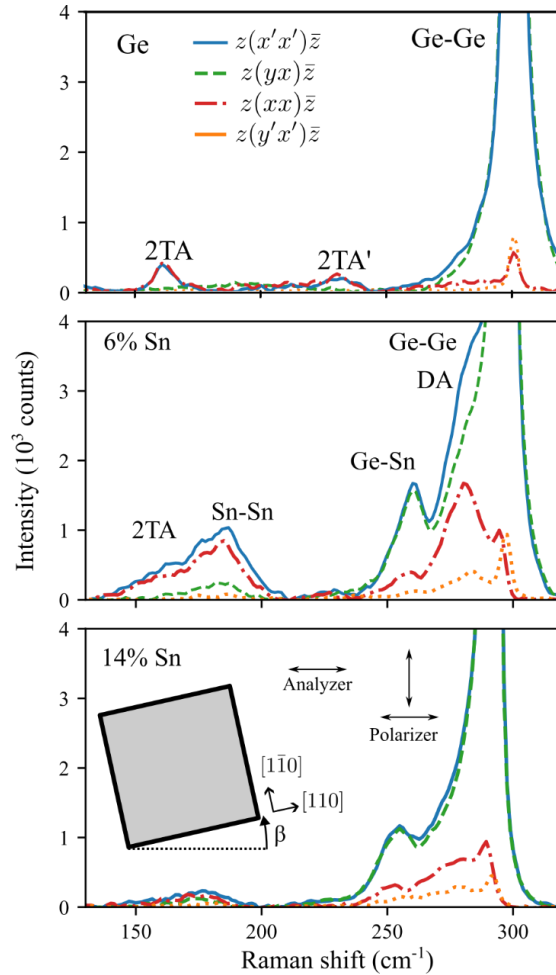 4
Ge
z(x′x′)z̄
Ge-Ge
z(yx)z̄
3
z(xx)z̄
z(y′x′)z̄
2
1
2TA
2TA'
0
4
6% Sn
Ge-Ge
3
DA
Intensity (10³ counts)
2
Ge-Sn
Sn-Sn
1
2TA
0
4
14% Sn
Analyzer
3
Polarizer
2
[11̄0]
[110]
1
β
0
150
200
250
300
Raman shift (cm⁻¹)